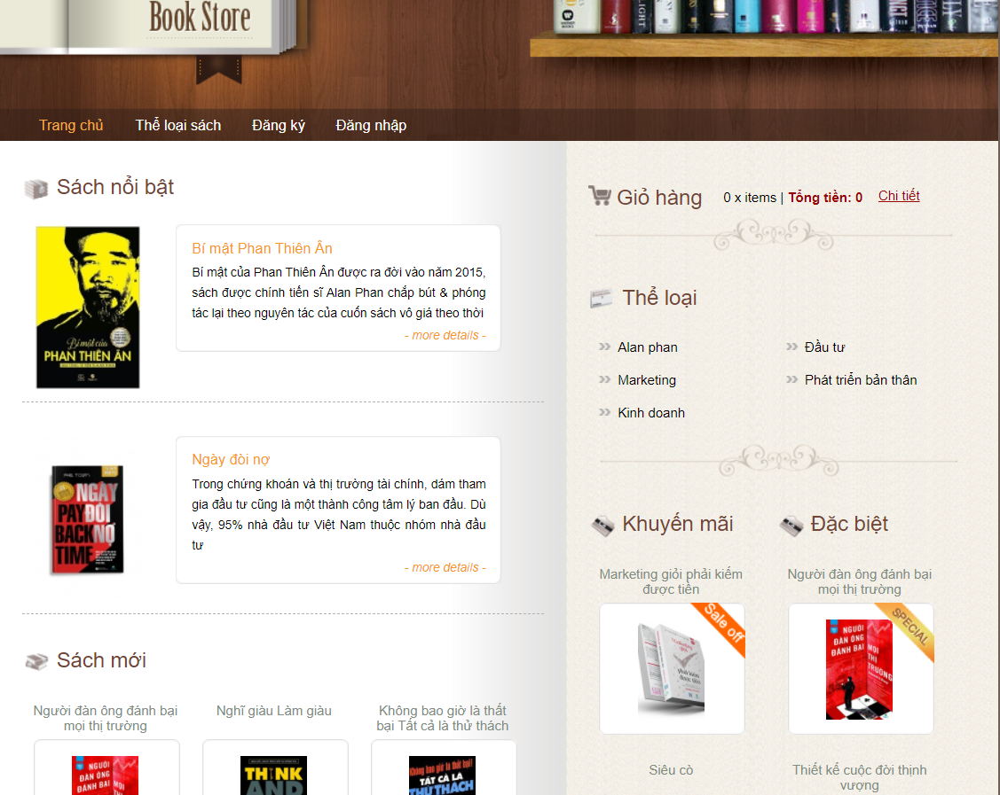 Book Store
Trang chủ
Thể loại sách
Đăng ký
Đăng nhập
Sách nổi bật
Bí mật Phan Thiên Ân
Bí mật của Phan Thiên Ân được ra đời vào năm 2015,
sách được chính tiến sĩ Alan Phan chắp bút & phóng
tác lại theo nguyên tác của cuốn sách vô giá theo thời
- more details -
Bí mật của
PHAN THIÊN ÂN
Ngày đòi nợ
Trong chứng khoán và thị trường tài chính, dám tham
gia đầu tư cũng là một thành công tâm lý ban đầu. Dù
vậy, 95% nhà đầu tư Việt Nam thuộc nhóm nhà đầu
tư
- more details -
NGÀY
PAY ĐÒI
BACK NỢ
TIME
Sách mới
Người đàn ông đánh bại
mọi thị trường
Nghĩ giàu Làm giàu
Không bao giờ là thất
bại Tất cả là thử thách
NGƯỜI
ĐÀN ÔNG
ĐÁNH BẠI
MỌI
THỊ
THINK
AND
Không bao giờ là thất bại!
TẤT CẢ LÀ
THỬ THÁCH
Giỏ hàng
0 x items | Tổng tiền: 0
Chi tiết
Thể loại
Alan phan
Đầu tư
Marketing
Phát triển bản thân
Kinh doanh
Khuyến mãi
Đặc biệt
Marketing giỏi phải kiếm
được tiền
Người đàn ông đánh bại
mọi thị trường
Sale off
Marketing giỏi
phải kiếm
được tiền
SPECIAL
NGƯỜI
ĐÀN ÔNG
ĐÁNH BẠI
MỌI
THỊ
TRƯỜNG
Siêu cò
Thiết kế cuộc đời thịnh
vượng